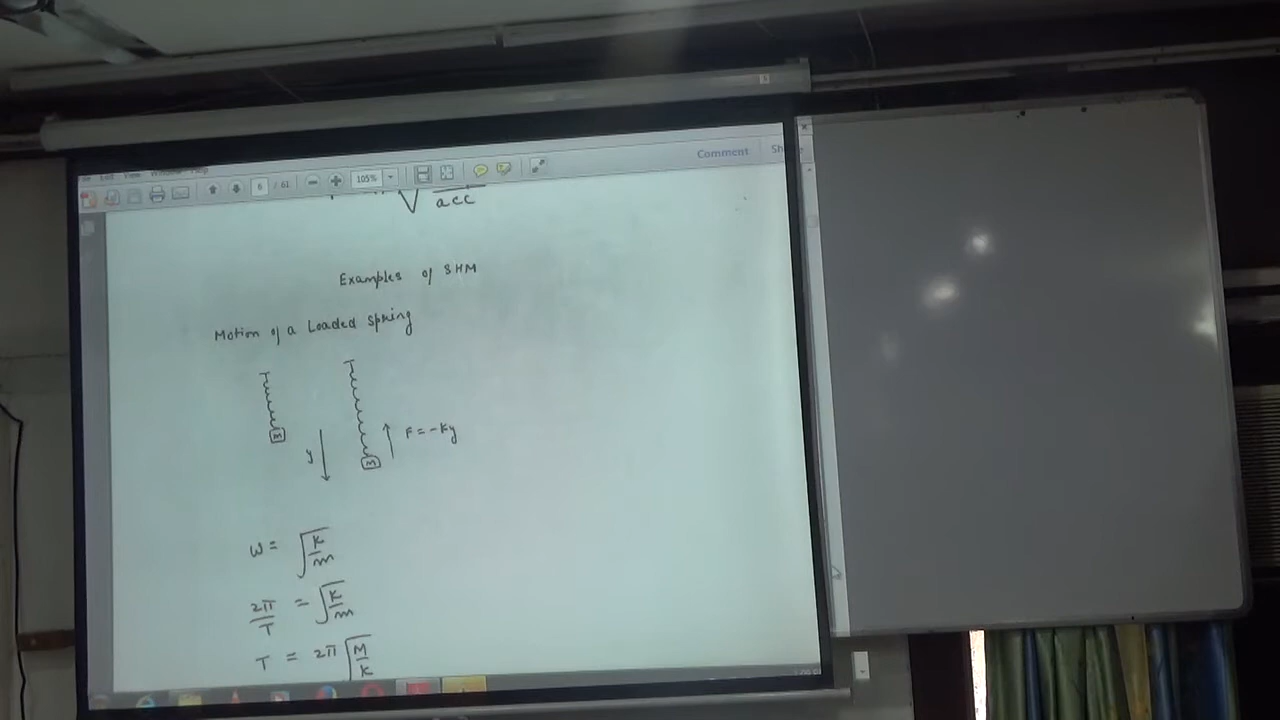 Comment
6 / 61
105%
√ acc
Examples of SHM
Motion of a Loaded Spring
M
M
y
F = -Ky
W = √K/m
2π/T = √K/m
T = 2π √M/K